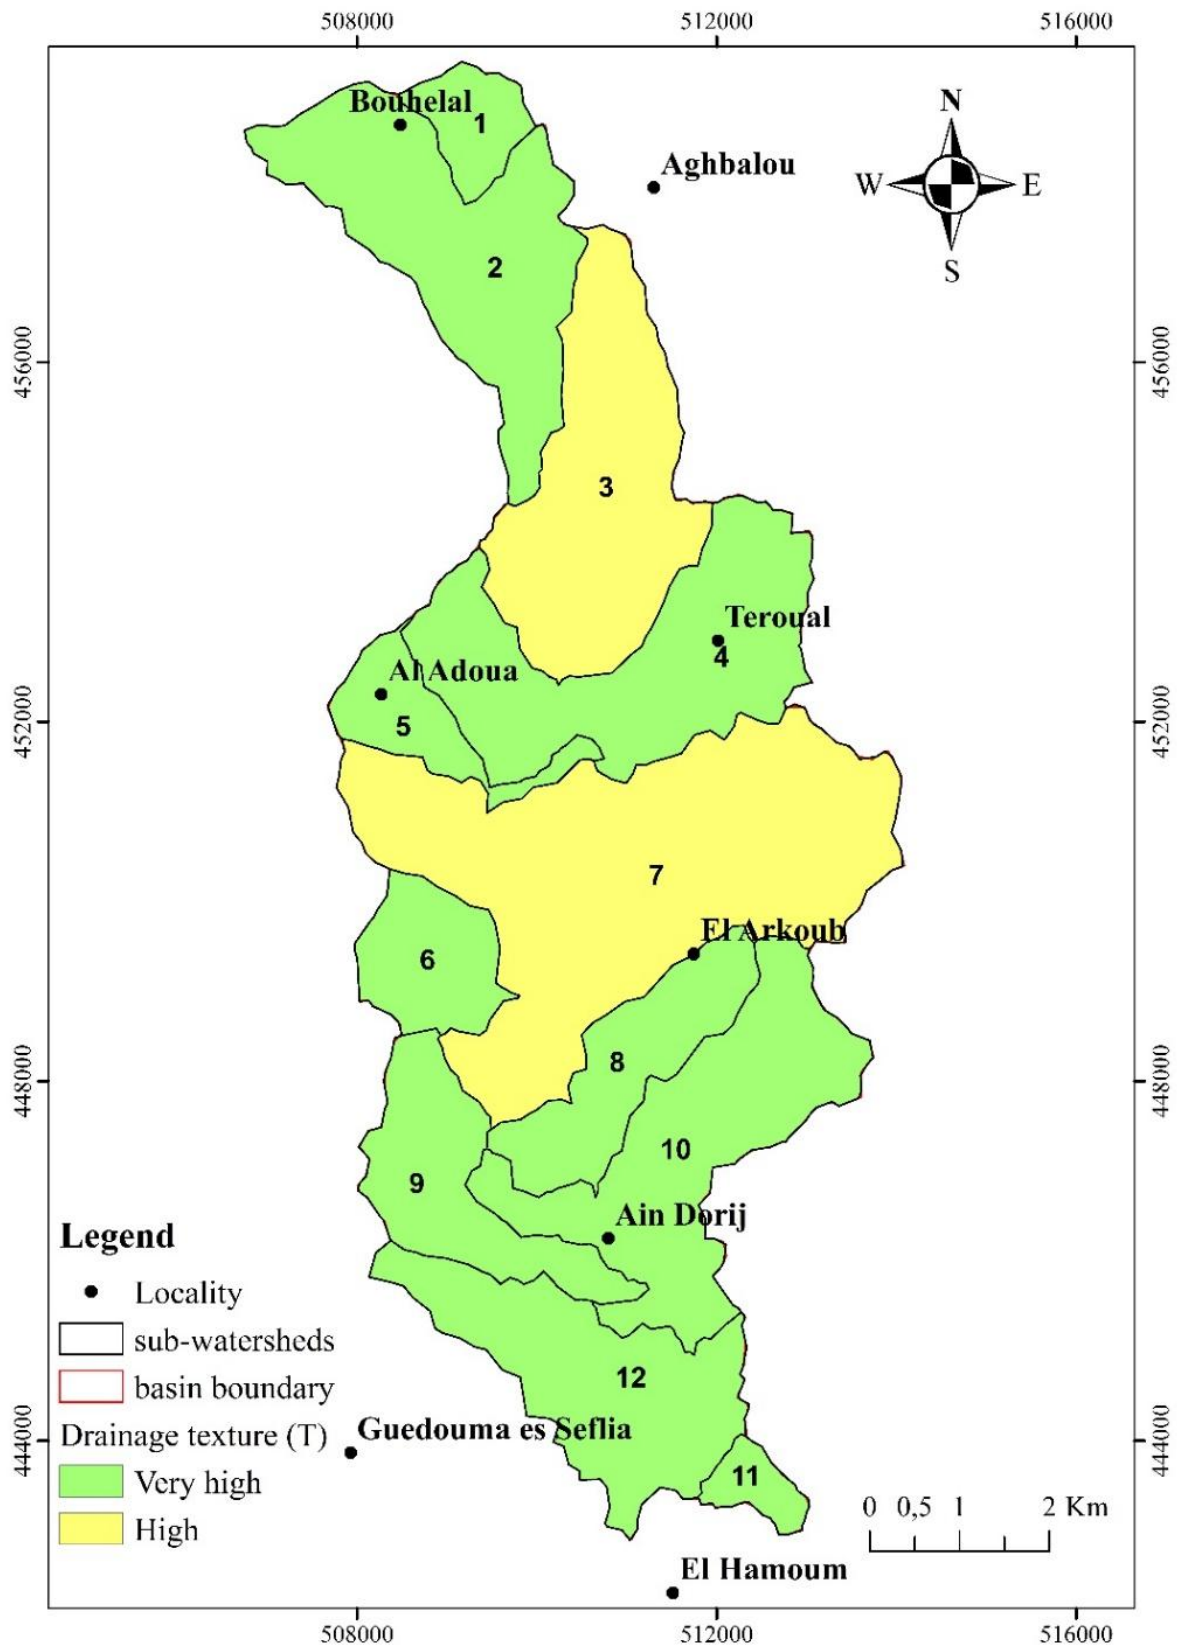 508000 512000 516000
Bouhelal
1
N
Aghbalou
W E
S
2
456000 456000
3
Teroual
4
Al Adoua
5
452000 452000
7
El Arkoub
6
8
448000 448000
10
9
Ain Dorij
Legend
Locality
sub-watersheds
basin boundary
12
Drainage texture (T)
Guedouma es Seflia
444000 444000
Very high
11
High
0 0,5 1 2 Km
El Hamoum
508000 512000 516000